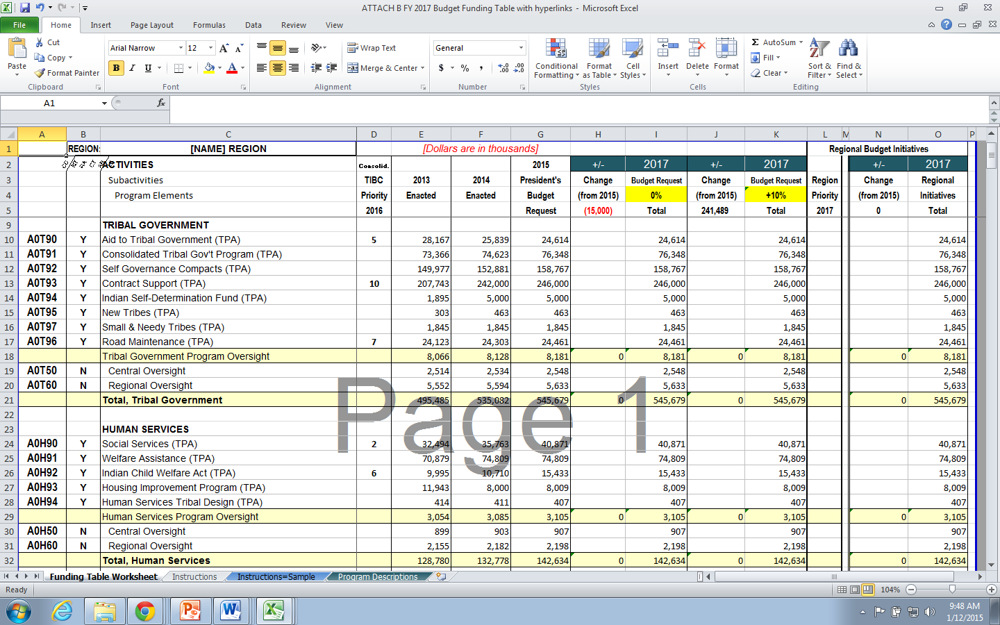 ATTACH B FY 2017 Budget Funding Table with hyperlinks - Microsoft Excel
File Home Insert Page Layout Formulas Data Review View
Paste Cut Copy Format Painter
Arial Narrow 12
B I U
Wrap Text
Merge & Center
General
$ % ,
Conditional Formatting Format as Table Cell Styles
Insert Delete Format
AutoSum Fill Clear
Sort & Filter Find & Select
Clipboard Font Alignment Number Styles Cells Editing
A1 fx
A B C D E F G H I J K L M N O P
1 REGION: [NAME] REGION [Dollars are in thousands] Regional Budget Initiatives
2 ACTIVITIES Consolid. 2015 +/- 2017 +/- 2017 +/- 2017
3 Subactivities TIBC 2013 2014 President's Change Budget Request Change Budget Request Region Change Regional
4 Program Elements Priority Enacted Enacted Budget (from 2015) 0% (from 2015) +10% Priority (from 2015) Initiatives
5 2016 Request (15,000) Total 241,489 Total 2017 0 Total
9 TRIBAL GOVERNMENT
10 A0T90 Y Aid to Tribal Government (TPA) 5 28,167 25,839 24,614 24,614 24,614 24,614
11 A0T91 Y Consolidated Tribal Gov't Program (TPA) 73,366 74,623 76,348 76,348 76,348 76,348
12 A0T92 Y Self Governance Compacts (TPA) 149,977 152,881 158,767 158,767 158,767 158,767
13 A0T93 Y Contract Support (TPA) 10 207,743 242,000 246,000 246,000 246,000 246,000
14 A0T94 Y Indian Self-Determination Fund (TPA) 1,895 5,000 5,000 5,000 5,000 5,000
15 A0T95 Y New Tribes (TPA) 303 463 463 463 463 463
16 A0T97 Y Small & Needy Tribes (TPA) 1,845 1,845 1,845 1,845 1,845 1,845
17 A0T96 Y Road Maintenance (TPA) 7 24,123 24,303 24,461 24,461 24,461 24,461
18 Tribal Government Program Oversight 8,066 8,128 8,181 0 8,181 0 8,181 0 8,181
19 A0T50 N Central Oversight 2,514 2,534 2,548 2,548 2,548 2,548
20 A0T60 N Regional Oversight 5,552 5,594 5,633 5,633 5,633 5,633
21 Total, Tribal Government 495,485 535,082 545,679 0 545,679 0 545,679 0 545,679
22
23 HUMAN SERVICES
Page 1
24 A0H90 Y Social Services (TPA) 2 32,494 35,763 40,871 40,871 40,871 40,871
25 A0H91 Y Welfare Assistance (TPA) 70,879 74,809 74,809 74,809 74,809 74,809
26 A0H92 Y Indian Child Welfare Act (TPA) 6 9,995 10,710 15,433 15,433 15,433 15,433
27 A0H93 Y Housing Improvement Program (TPA) 11,943 8,000 8,009 8,009 8,009 8,009
28 A0H94 Y Human Services Tribal Design (TPA) 414 411 407 407 407 407
29 Human Services Program Oversight 3,054 3,085 3,105 0 3,105 0 3,105 0 3,105
30 A0H50 N Central Oversight 899 903 907 907 907 907
31 A0H60 N Regional Oversight 2,155 2,182 2,198 2,198 2,198 2,198
32 Total, Human Services 128,780 132,778 142,634 0 142,634 0 142,634 0 142,634
Funding Table Worksheet Instructions Instructions=Sample Program Descriptions
Ready 104%
9:48 AM
1/12/2015